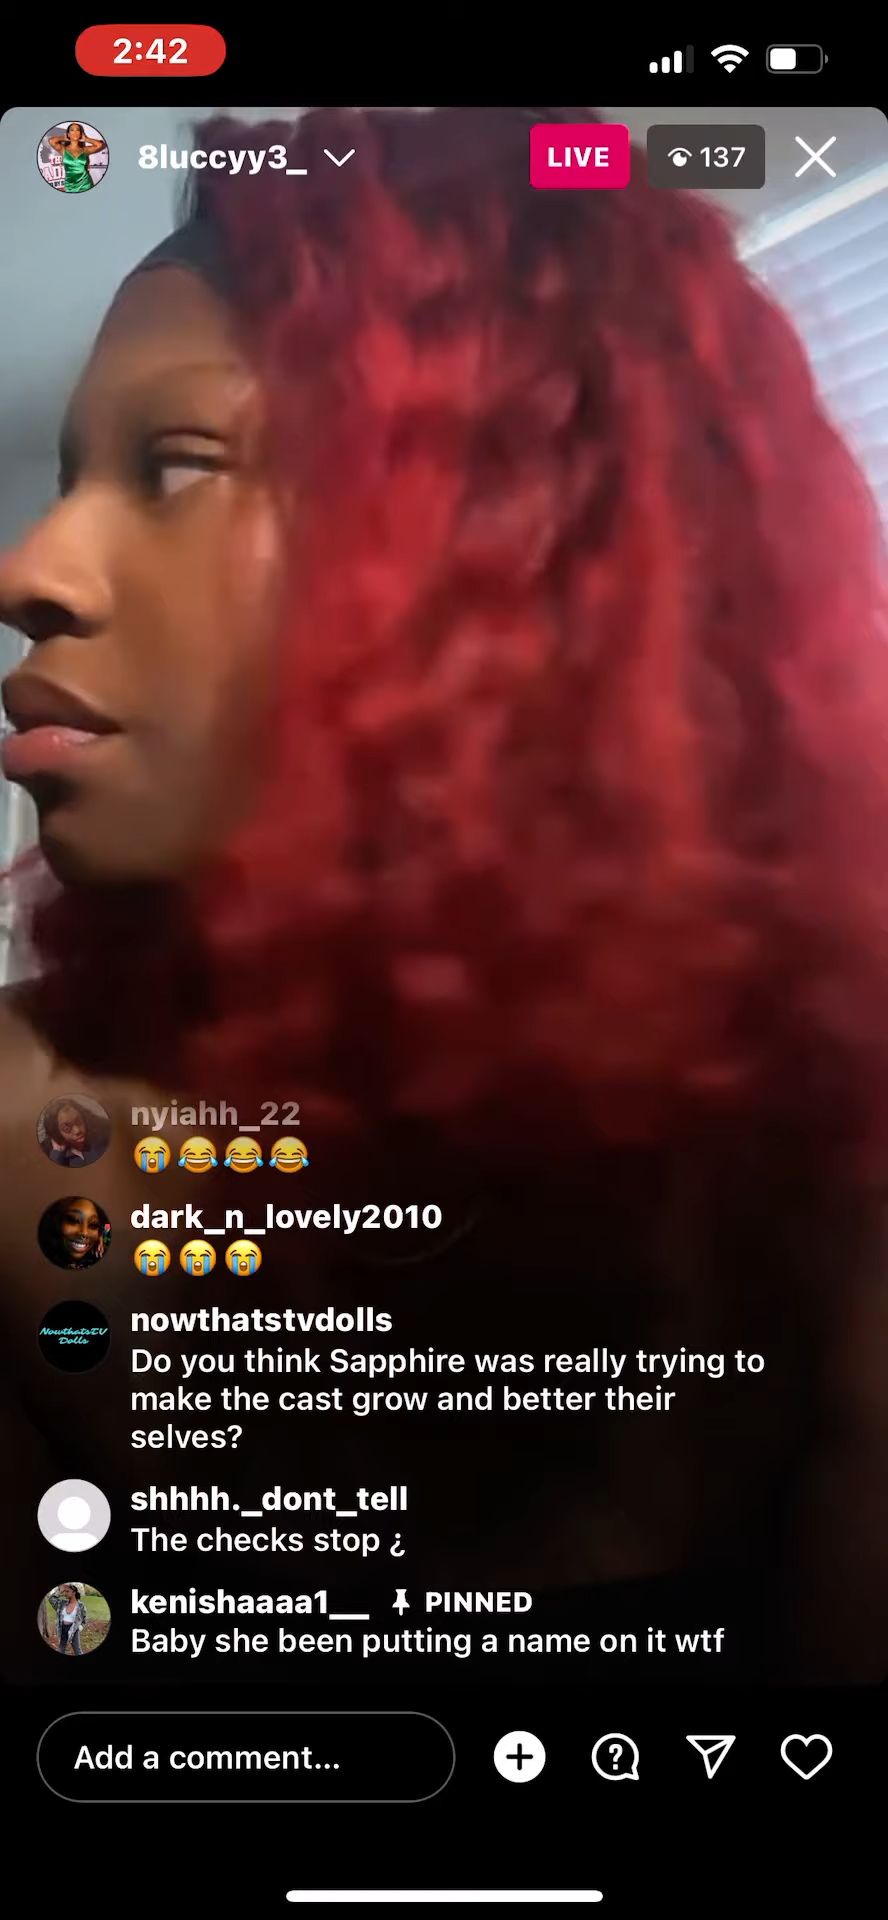 2:42
8luccyy3_
LIVE
137
nyiahh_22
😭😂😂😂
dark_n_lovely2010
😭😭😭
NowthatsTV
Dolls
nowthatstvdolls
Do you think Sapphire was really trying to
make the cast grow and better their
selves?
shhhh._dont_tell
The checks stop ¿
kenishaaaa1__ PINNED
Baby she been putting a name on it wtf
Add a comment...